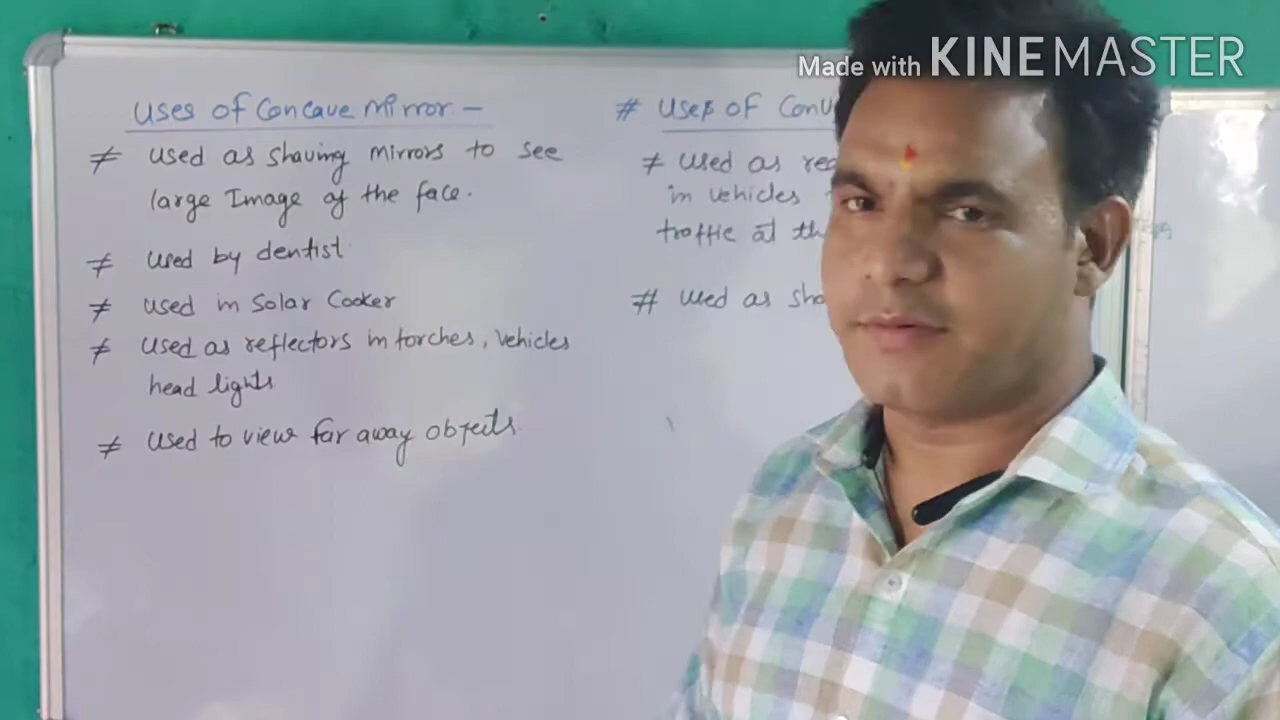 Made with KINEMASTER
Uses of Concave Mirror -
≠ used as shaving mirrors to see
large Image of the face.
≠ used by dentist
≠ used in Solar Cooker
≠ used as reflectors in torches, vehicles
head lights
≠ used to view far away objects.
# Uses of
≠ used as
in vehicles
traffic at
# used as